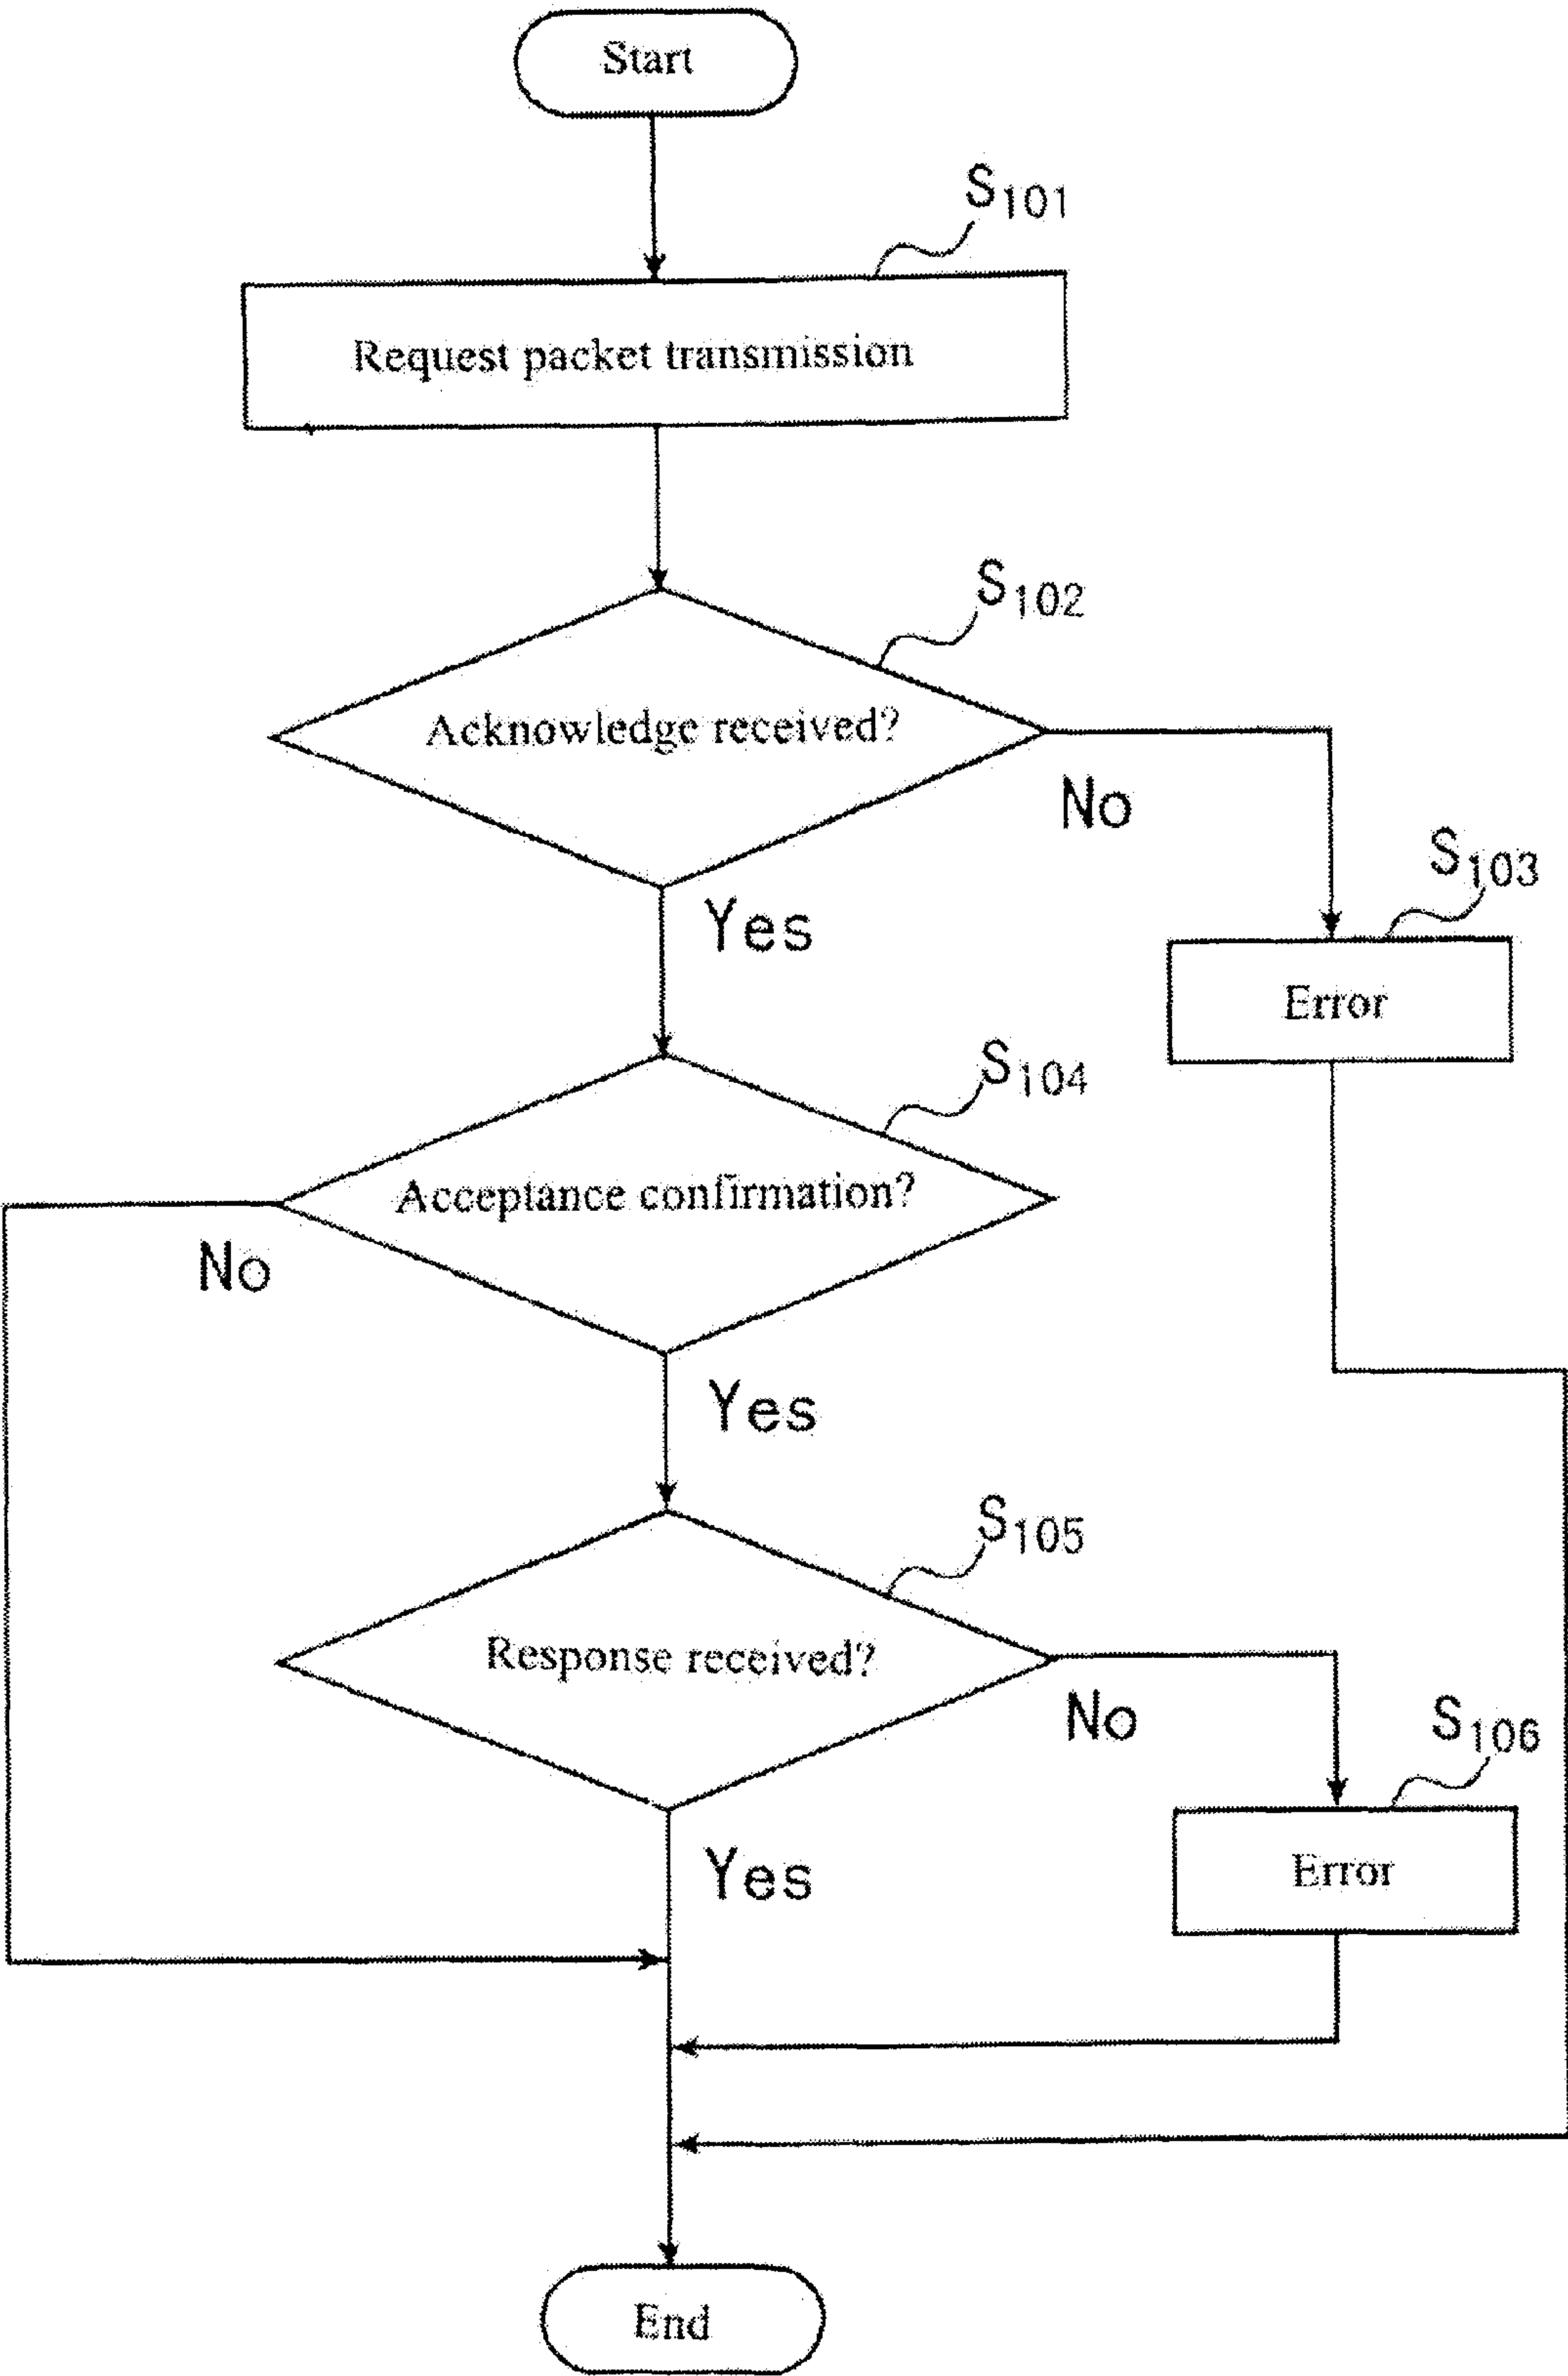 Start
S101
Request packet transmission
S102
Acknowledge received?
No
Yes
S103
Error
S104
Acceptance confirmation?
No
Yes
S105
Response received?
No
Yes
S106
Error
End